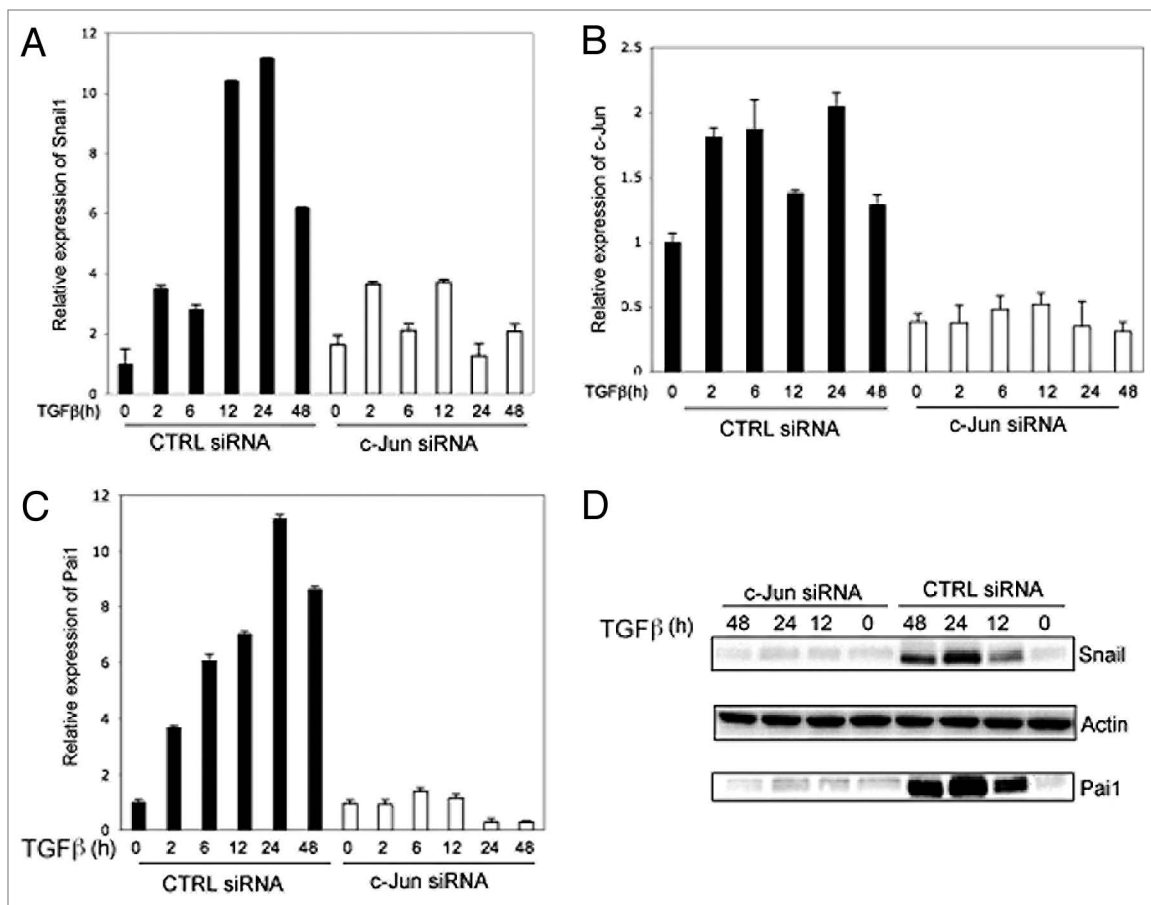 A
Relative expression of Snail1
12
10
8
6
4
2
0
TGFβ(h) 0 2 6 12 24 48 0 2 6 12 24 48
CTRL siRNA c-Jun siRNA
B
Relative expression of c-Jun
2.5
2
1.5
1
0.5
0
TGFβ(h) 0 2 6 12 24 48 0 2 6 12 24 48
CTRL siRNA c-Jun siRNA
C
Relative expression of Pai1
12
10
8
6
4
2
0
TGFβ (h) 0 2 6 12 24 48 0 2 6 12 24 48
CTRL siRNA c-Jun siRNA
D
c-Jun siRNA CTRL siRNA
TGFβ (h) 48 24 12 0 48 24 12 0
Snail
Actin
Pai1